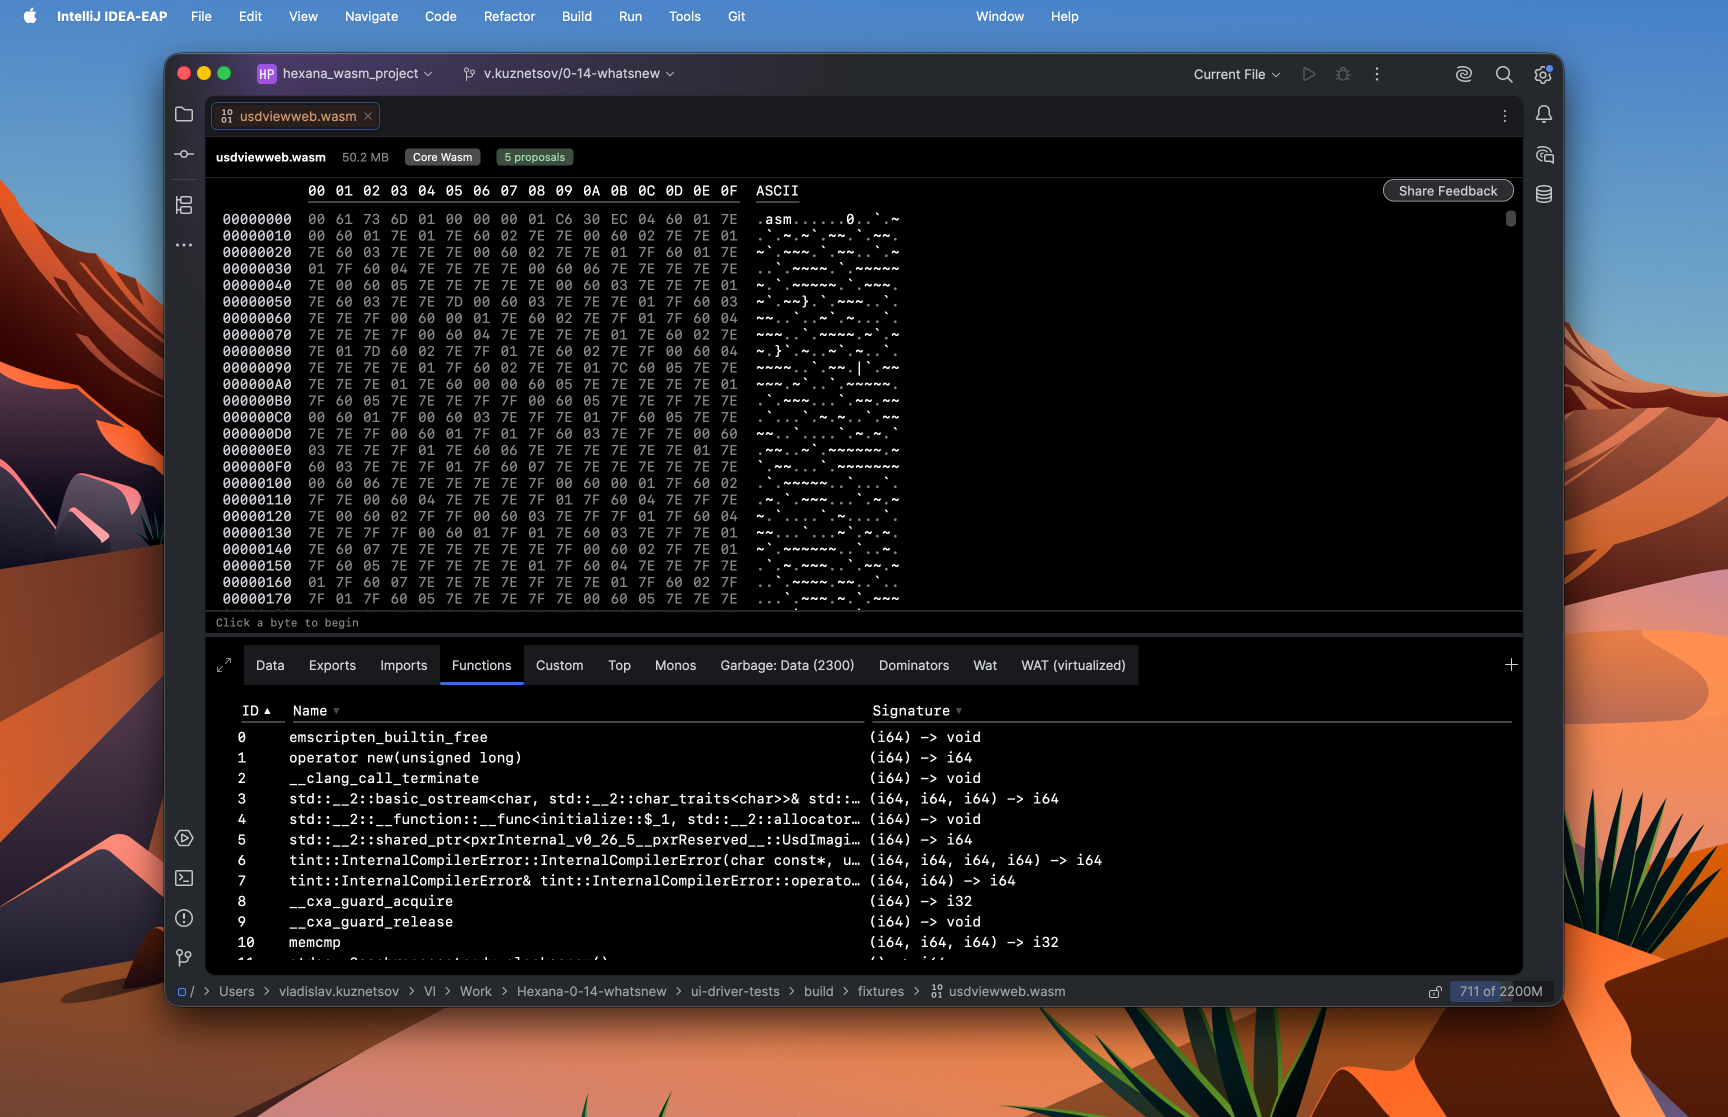 IntelliJ IDEA-EAP File Edit View Navigate Code Refactor Build Run Tools Git Window Help
HP hexana_wasm_project v.kuznetsov/0-14-whatsnew Current File
usdviewweb.wasm
usdviewweb.wasm 50.2 MB Core Wasm 5 proposals
00 01 02 03 04 05 06 07 08 09 0A 0B 0C 0D 0E 0F ASCII
Share Feedback
00000000 00 61 73 6D 01 00 00 00 01 C6 30 EC 04 60 01 7E .asm......0..`.~
00000010 00 60 01 7E 01 7E 60 02 7E 7E 00 60 02 7E 7E 01 .`.~.~`.~~.`.~~.
00000020 7E 60 03 7E 7E 7E 00 60 02 7E 7E 01 7F 60 01 7E ~`.~~~.`.~~..`.~
00000030 01 7F 60 04 7E 7E 7E 7E 00 60 06 7E 7E 7E 7E 7E ..`.~~~~.`.~~~~~
00000040 7E 00 60 05 7E 7E 7E 7E 7E 00 60 03 7E 7E 7E 01 ~.`.~~~~~.`.~~~.
00000050 7E 60 03 7E 7E 7D 00 60 03 7E 7E 7E 01 7F 60 03 ~`.~~}.`.~~~..`.
00000060 7E 7E 7F 00 60 00 01 7E 60 02 7E 7F 01 7F 60 04 ~~..`..~`.~...`.
00000070 7E 7E 7E 7F 00 60 04 7E 7E 7E 7E 01 7E 60 02 7E ~~~..`.~~~~.~`.~
00000080 7E 01 7D 60 02 7E 7F 01 7E 60 02 7E 7F 00 60 04 ~.}`.~..~`.~..`.
00000090 7E 7E 7E 7E 01 7F 60 02 7E 7E 01 7C 60 05 7E 7E ~~~~..`.~~.|`.~~
000000A0 7E 7E 7E 01 7E 60 00 00 60 05 7E 7E 7E 7E 7E 01 ~~~.~`..`.~~~~~.
000000B0 7F 60 05 7E 7E 7E 7F 7F 00 60 05 7E 7E 7F 7E 7E .`.~~~...`.~~.~~
000000C0 00 60 01 7F 00 60 03 7E 7F 7E 01 7F 60 05 7E 7E .`...`.~.~..`.~~
000000D0 7E 7E 7F 00 60 01 7F 01 7F 60 03 7E 7F 7E 00 60 ~~..`....`.~.~.`
000000E0 03 7E 7E 7F 01 7E 60 06 7E 7E 7E 7E 7E 7E 01 7E .~~..~`.~~~~~~.~
000000F0 60 03 7E 7E 7F 01 7F 60 07 7E 7E 7E 7E 7E 7E 7E `.~~...`.~~~~~~~
00000100 00 60 06 7E 7E 7E 7E 7E 7F 00 60 00 01 7F 60 02 .`.~~~~~..`...`.
00000110 7F 7E 00 60 04 7E 7E 7E 7F 01 7F 60 04 7E 7F 7E .~.`.~~~...`.~.~
00000120 7E 00 60 02 7F 7F 00 60 03 7E 7F 7F 01 7F 60 04 ~.`....`.~....`.
00000130 7E 7E 7F 7F 00 60 01 7F 01 7E 60 03 7E 7F 7E 01 ~~...`...~`.~.~.
00000140 7E 60 07 7E 7E 7E 7E 7E 7E 7F 00 60 02 7F 7E 01 ~`.~~~~~~..`..~.
00000150 7F 60 05 7E 7F 7E 7E 7E 01 7F 60 04 7E 7E 7F 7E .`.~.~~~..`.~~.~
00000160 01 7F 60 07 7E 7E 7E 7E 7F 7E 7E 01 7F 60 02 7F ..`.~~~~.~~..`..
00000170 7F 01 7F 60 05 7E 7E 7E 7F 7E 00 60 05 7E 7E 7E ...`.~~~.~.`.~~~
Click a byte to begin
Data Exports Imports Functions Custom Top Monos Garbage: Data (2300) Dominators Wat WAT (virtualized)
ID Name Signature
0 emscripten_builtin_free (i64) -> void
1 operator new(unsigned long) (i64) -> i64
2 __clang_call_terminate (i64) -> void
3 std::__2::basic_ostream<char, std::__2::char_traits<char>>& std::… (i64, i64, i64) -> i64
4 std::__2::__function::__func<initialize::$_1, std::__2::allocator… (i64) -> void
5 std::__2::shared_ptr<pxrInternal_v0_26_5__pxrReserved__::UsdImagi… (i64) -> i64
6 tint::InternalCompilerError::InternalCompilerError(char const*, u… (i64, i64, i64, i64) -> i64
7 tint::InternalCompilerError& tint::InternalCompilerError::operato… (i64, i64) -> i64
8 __cxa_guard_acquire (i64) -> i32
9 __cxa_guard_release (i64) -> void
10 memcmp (i64, i64, i64) -> i32
/ > Users > vladislav.kuznetsov > VI > Work > Hexana-0-14-whatsnew > ui-driver-tests > build > fixtures > usdviewweb.wasm 711 of 2200M